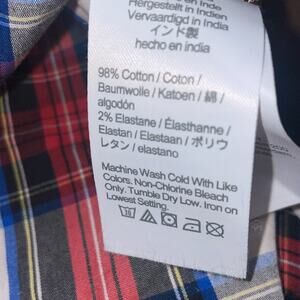 Hergestellt in Indien
Vervaardigd in India
インド製
hecho en india
98% Cotton / Coton /
Baumwolle / Katoen / 綿 /
algodón
2% Elastane / Élasthanne /
Elastan / Elastaan / ポリウ
レタン / elastano
Machine Wash Cold With Like
Colors. Non-Chlorine Bleach
Only. Tumble Dry Low. Iron on
Lowest Setting.